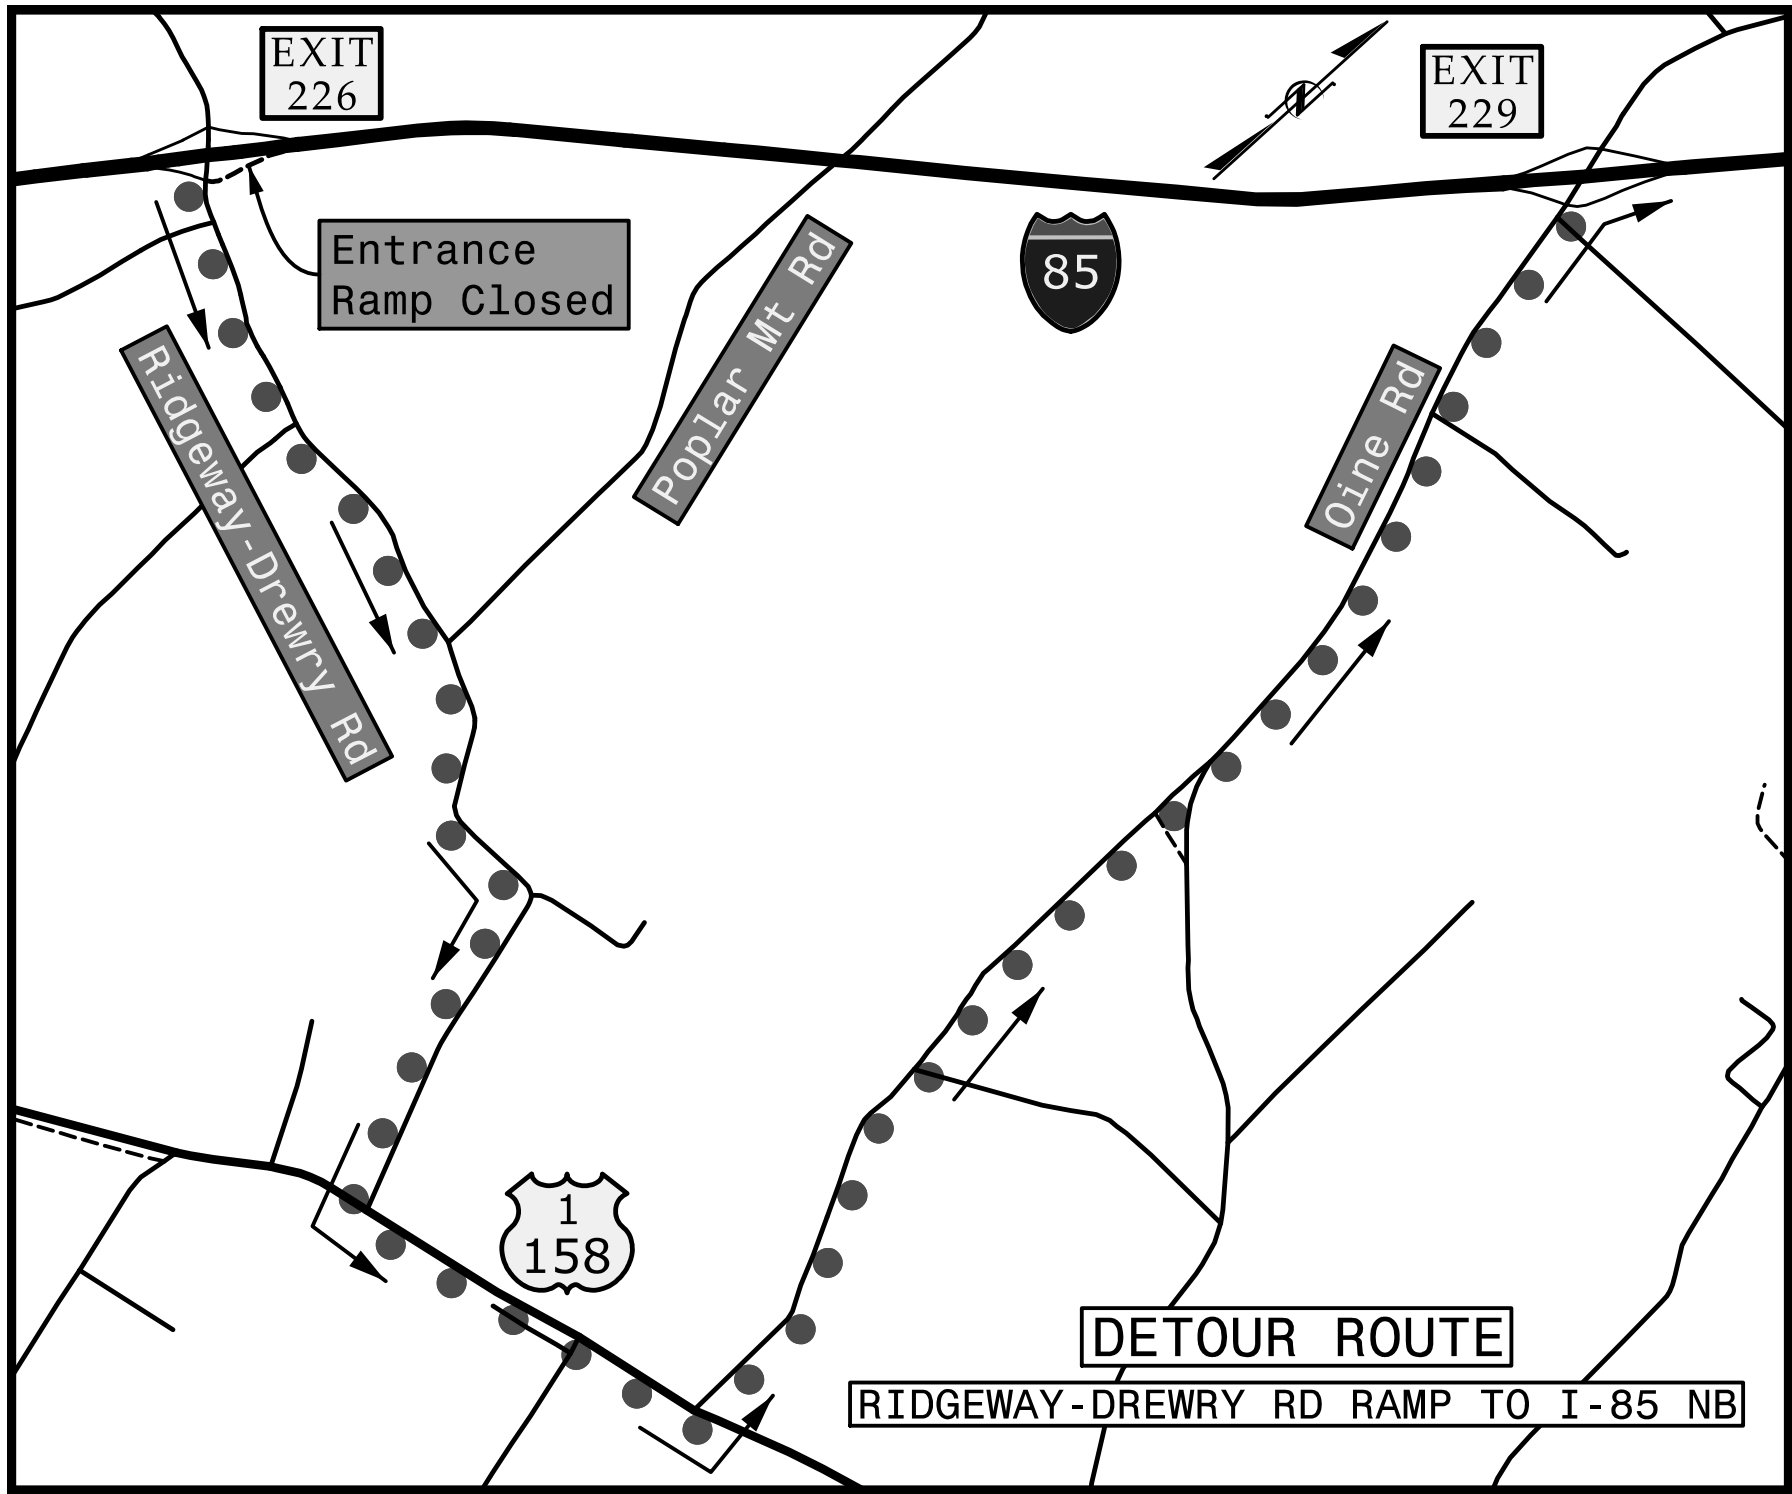 EXIT
226
EXIT
229
N
Entrance
Ramp Closed
85
Poplar Mt Rd
Oine Rd
Ridgeway-Drewry Rd
1
158
DETOUR ROUTE
RIDGEWAY-DREWRY RD RAMP TO I-85 NB